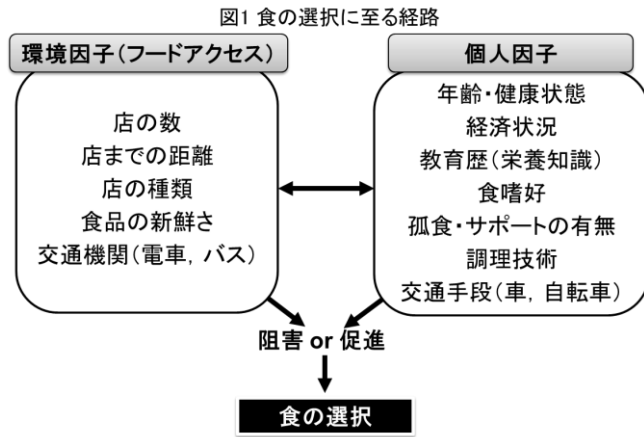 図1 食の選択に至る経路
環境因子(フードアクセス)
店の数
店までの距離
店の種類
食品の新鮮さ
交通機関(電車, バス)
個人因子
年齢・健康状態
経済状況
教育歴(栄養知識)
食嗜好
孤食・サポートの有無
調理技術
交通手段(車, 自転車)
阻害 or 促進
食の選択